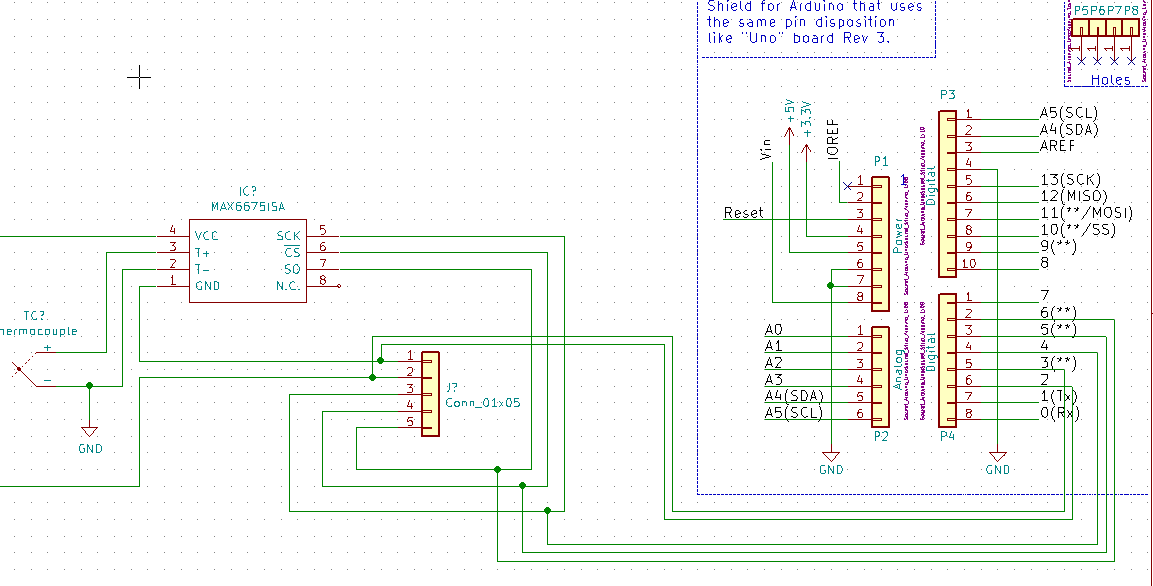 Shield for Arduino that uses
the same pin disposition
like "Uno" board Rev 3.
P5P6P7P8
1 1 1 1
Holes
IC?
MAX6675ISA
4 VCC SCK 5
3 T+ CS 6
2 T- SO 7
1 GND N.C. 8
TC?
+
-
GND
J?
Conn_01x05
1
2
3
4
5
Vin
+5V
+3.3V
IOREF
Reset
P1
Power
1
1
2
3
4
5
6
7
8
A0 1
A1 2
A2 3
A3 4
A4(SDA) 5
A5(SCL) 6
Analog
P2
GND
P3
Digital
1 A5(SCL)
2 A4(SDA)
3 AREF
4
5 13(SCK)
6 12(MISO)
7 11(**/MOSI)
8 10(**/SS)
9 9(**)
10 8
Digital
1 7
2 6(**)
3 5(**)
4 4
5 3(**)
6 2
7 1(Tx)
8 0(Rx)
P4
GND